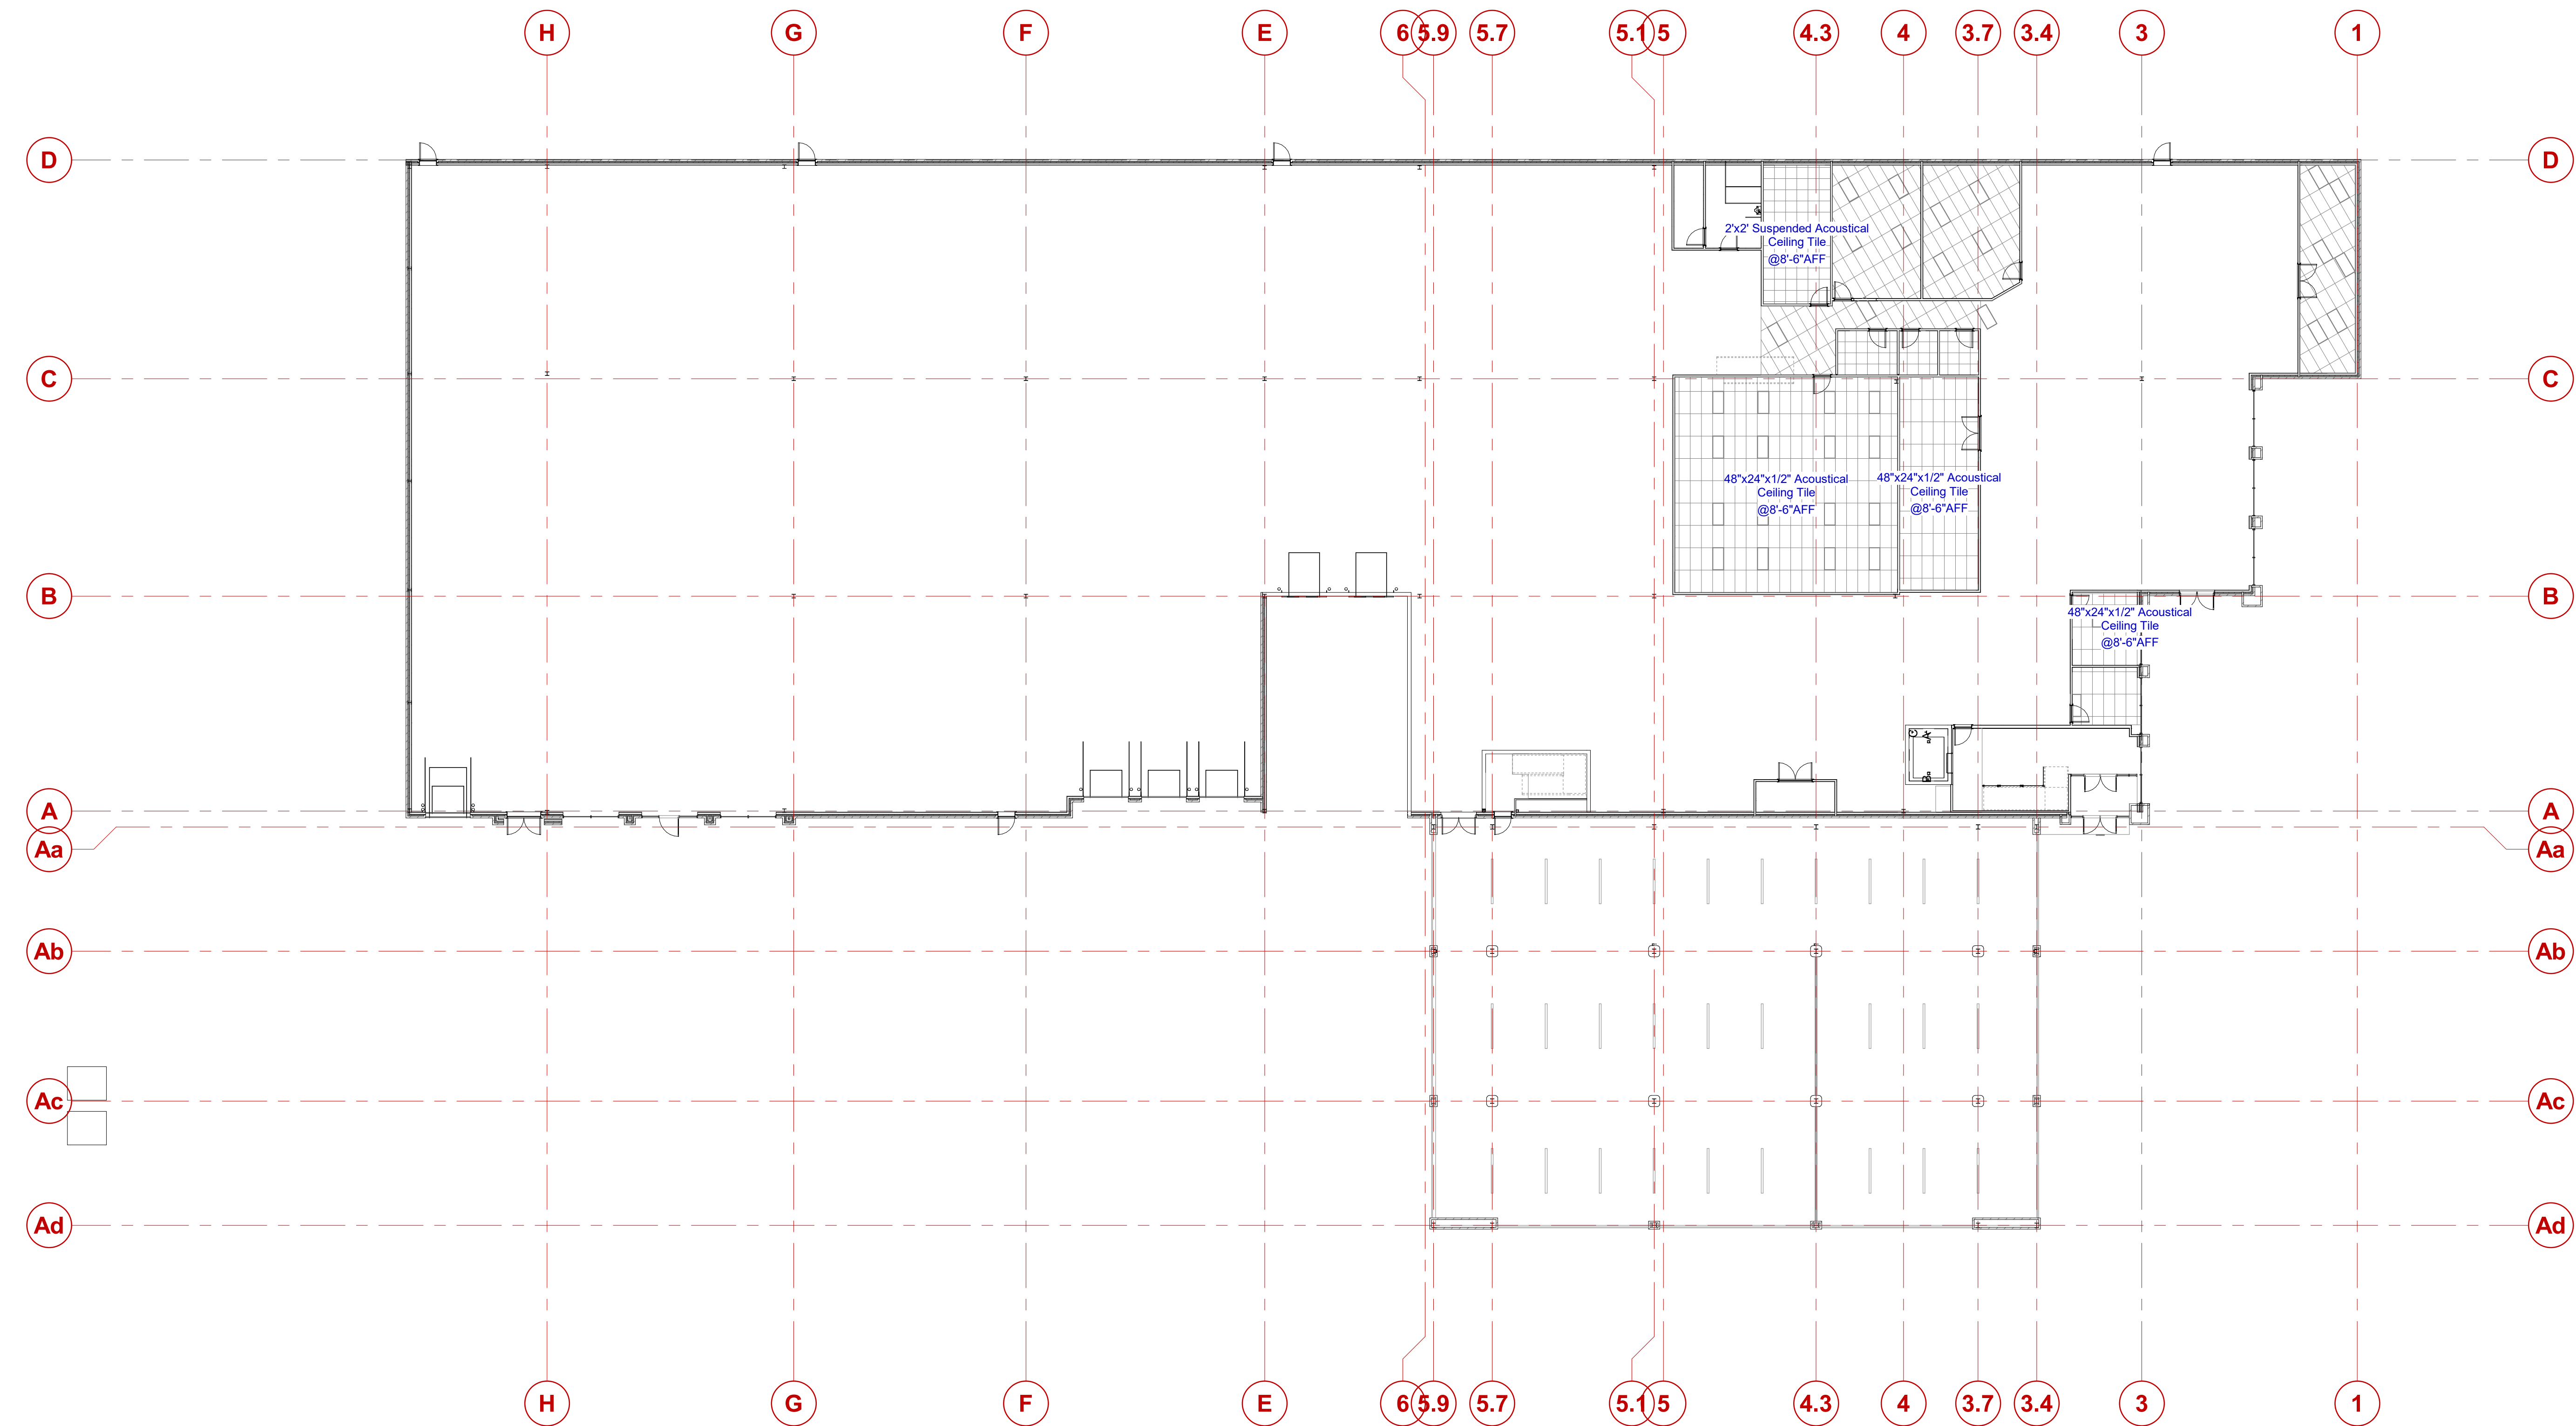 H G F E 6 5.9 5.7 5.1 5 4.3 4 3.7 3.4 3 1
D D
2'x2' Suspended Acoustical
Ceiling Tile
@8'-6"AFF
C C
48"x24"x1/2" Acoustical
Ceiling Tile
@8'-6"AFF
48"x24"x1/2" Acoustical
Ceiling Tile
@8'-6"AFF
B B
48"x24"x1/2" Acoustical
Ceiling Tile
@8'-6"AFF
A A
Aa Aa
Ab Ab
Ac Ac
Ad Ad
H G F E 6 5.9 5.7 5.1 5 4.3 4 3.7 3.4 3 1